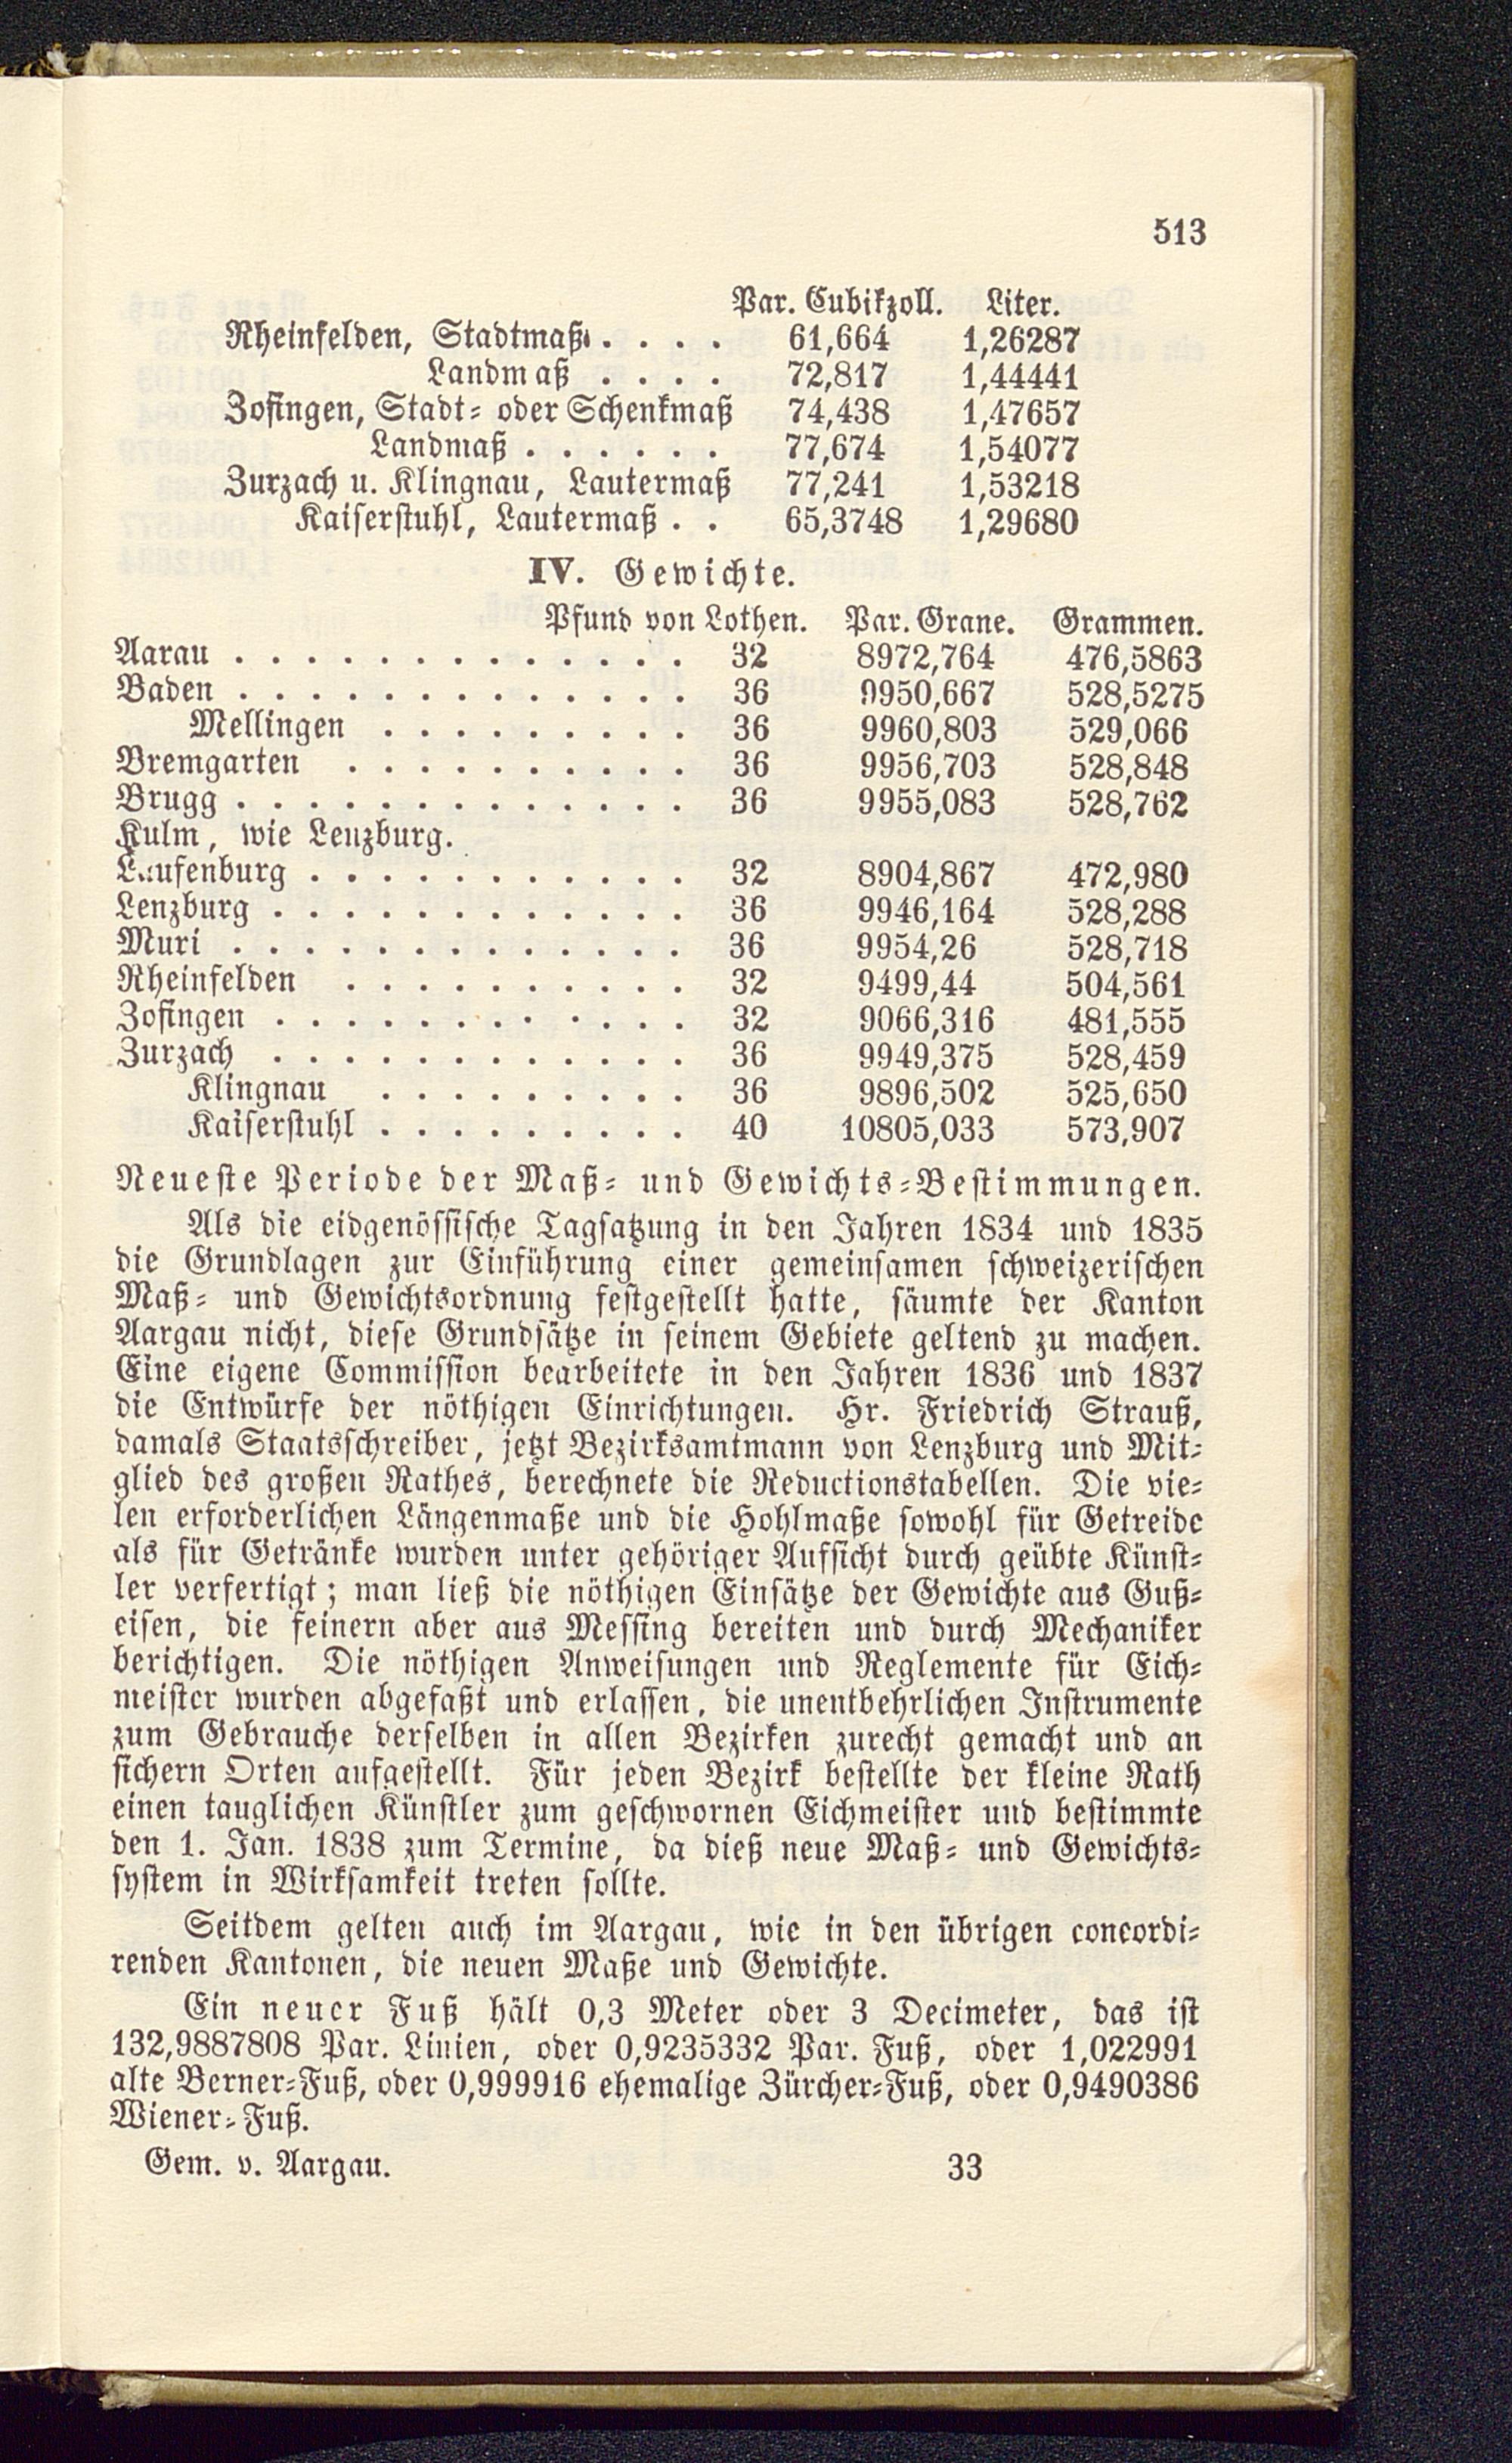 513
Par. Cubikzoll. Liter.
Rheinfelden, Stadtmaß . . . . 61,664 1,26287
Landmaß . . . . 72,817 1,44441
Zofingen, Stadt- oder Schenkmaß 74,438 1,47657
Landmaß . . . . . . 77,674 1,54077
Zurzach u. Klingnau, Lautermaß 77,241 1,53218
Kaiserstuhl, Lautermaß . . 65,3748 1,29680
IV. Gewichte.
Pfund von Lothen. Par. Grane. Grammen.
Aarau . . . . . . . . . . . . . 32 8972,764 476,5863
Baden . . . . . . . . . . . . . 36 9950,667 528,5275
Mellingen . . . . . . . . . 36 9960,803 529,066
Bremgarten . . . . . . . . . . 36 9956,703 528,848
Brugg . . . . . . . . . . . . . 36 9955,083 528,762
Kulm, wie Lenzburg.
Laufenburg . . . . . . . . . . . 32 8904,867 472,980
Lenzburg . . . . . . . . . . . . 36 9946,164 528,288
Muri . . . . . . . . . . . . . 36 9954,26 528,718
Rheinfelden . . . . . . . . . . 32 9499,44 504,561
Zofingen . . . . . . . . . . . . 32 9066,316 481,555
Zurzach . . . . . . . . . . . . 36 9949,375 528,459
Klingnau . . . . . . . . . 36 9896,502 525,650
Kaiserstuhl . . . . . . . . . 40 10805,033 573,907
Neueste Periode der Maß- und Gewichts-Bestimmungen.
Als die eidgenössische Tagsatzung in den Jahren 1834 und 1835
die Grundlagen zur Einführung einer gemeinsamen schweizerischen
Maß- und Gewichtsordnung festgestellt hatte, säumte der Kanton
Aargau nicht, diese Grundsätze in seinem Gebiete geltend zu machen.
Eine eigene Commission bearbeitete in den Jahren 1836 und 1837
die Entwürfe der nöthigen Einrichtungen. Hr. Friedrich Strauß,
damals Staatsschreiber, jetzt Bezirksamtmann von Lenzburg und Mit-
glied des großen Rathes, berechnete die Reductionstabellen. Die vie-
len erforderlichen Längenmaße und die Hohlmaße sowohl für Getreide
als für Getränke wurden unter gehöriger Aufsicht durch geübte Künst-
ler verfertigt; man ließ die nöthigen Einsätze der Gewichte aus Guß-
eisen, die feinern aber aus Messing bereiten und durch Mechaniker
berichtigen. Die nöthigen Anweisungen und Reglemente für Eich-
meister wurden abgefaßt und erlassen, die unentbehrlichen Instrumente
zum Gebrauche derselben in allen Bezirken zurecht gemacht und an
sichern Orten aufgestellt. Für jeden Bezirk bestellte der kleine Rath
einen tauglichen Künstler zum geschwornen Eichmeister und bestimmte
den 1. Jan. 1838 zum Termine, da dieß neue Maß- und Gewichts-
system in Wirksamkeit treten sollte.
Seitdem gelten auch im Aargau, wie in den übrigen concordi-
renden Kantonen, die neuen Maße und Gewichte.
Ein neuer Fuß hält 0,3 Meter oder 3 Decimeter, das ist
132,9887808 Par. Linien, oder 0,9235332 Par. Fuß, oder 1,022991
alte Berner-Fuß, oder 0,999916 ehemalige Zürcher-Fuß, oder 0,9490386
Wiener-Fuß.
Gem. v. Aargau. 33